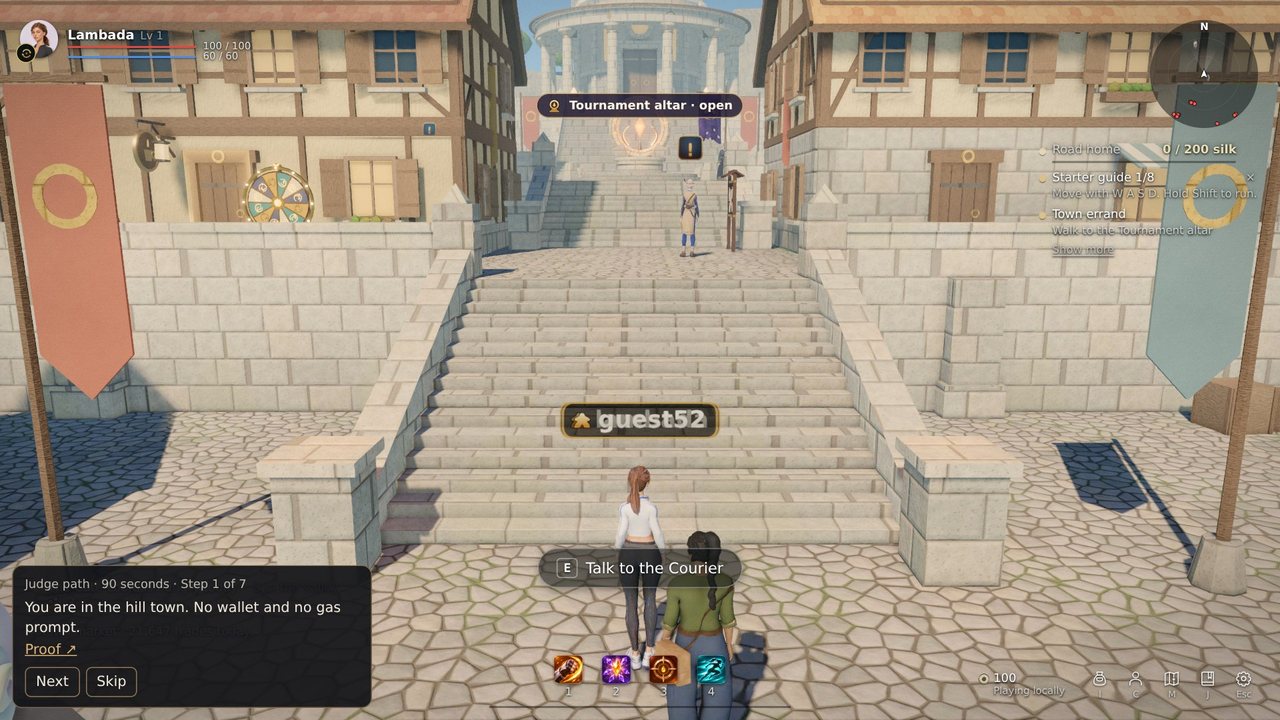 Lambada Lv 1
100 / 100
60 / 60
N
Tournament altar · open
Road home 0 / 200 silk
Starter guide 1/8
Move with W A S D. Hold Shift to run.
Town errand
Walk to the Tournament altar
Show more
guest52
E Talk to the Courier
Judge path · 90 seconds · Step 1 of 7
You are in the hill town. No wallet and no gas
prompt.
Proof ↗
Next Skip
1 2 3 4
100
Playing locally
I C M J Esc